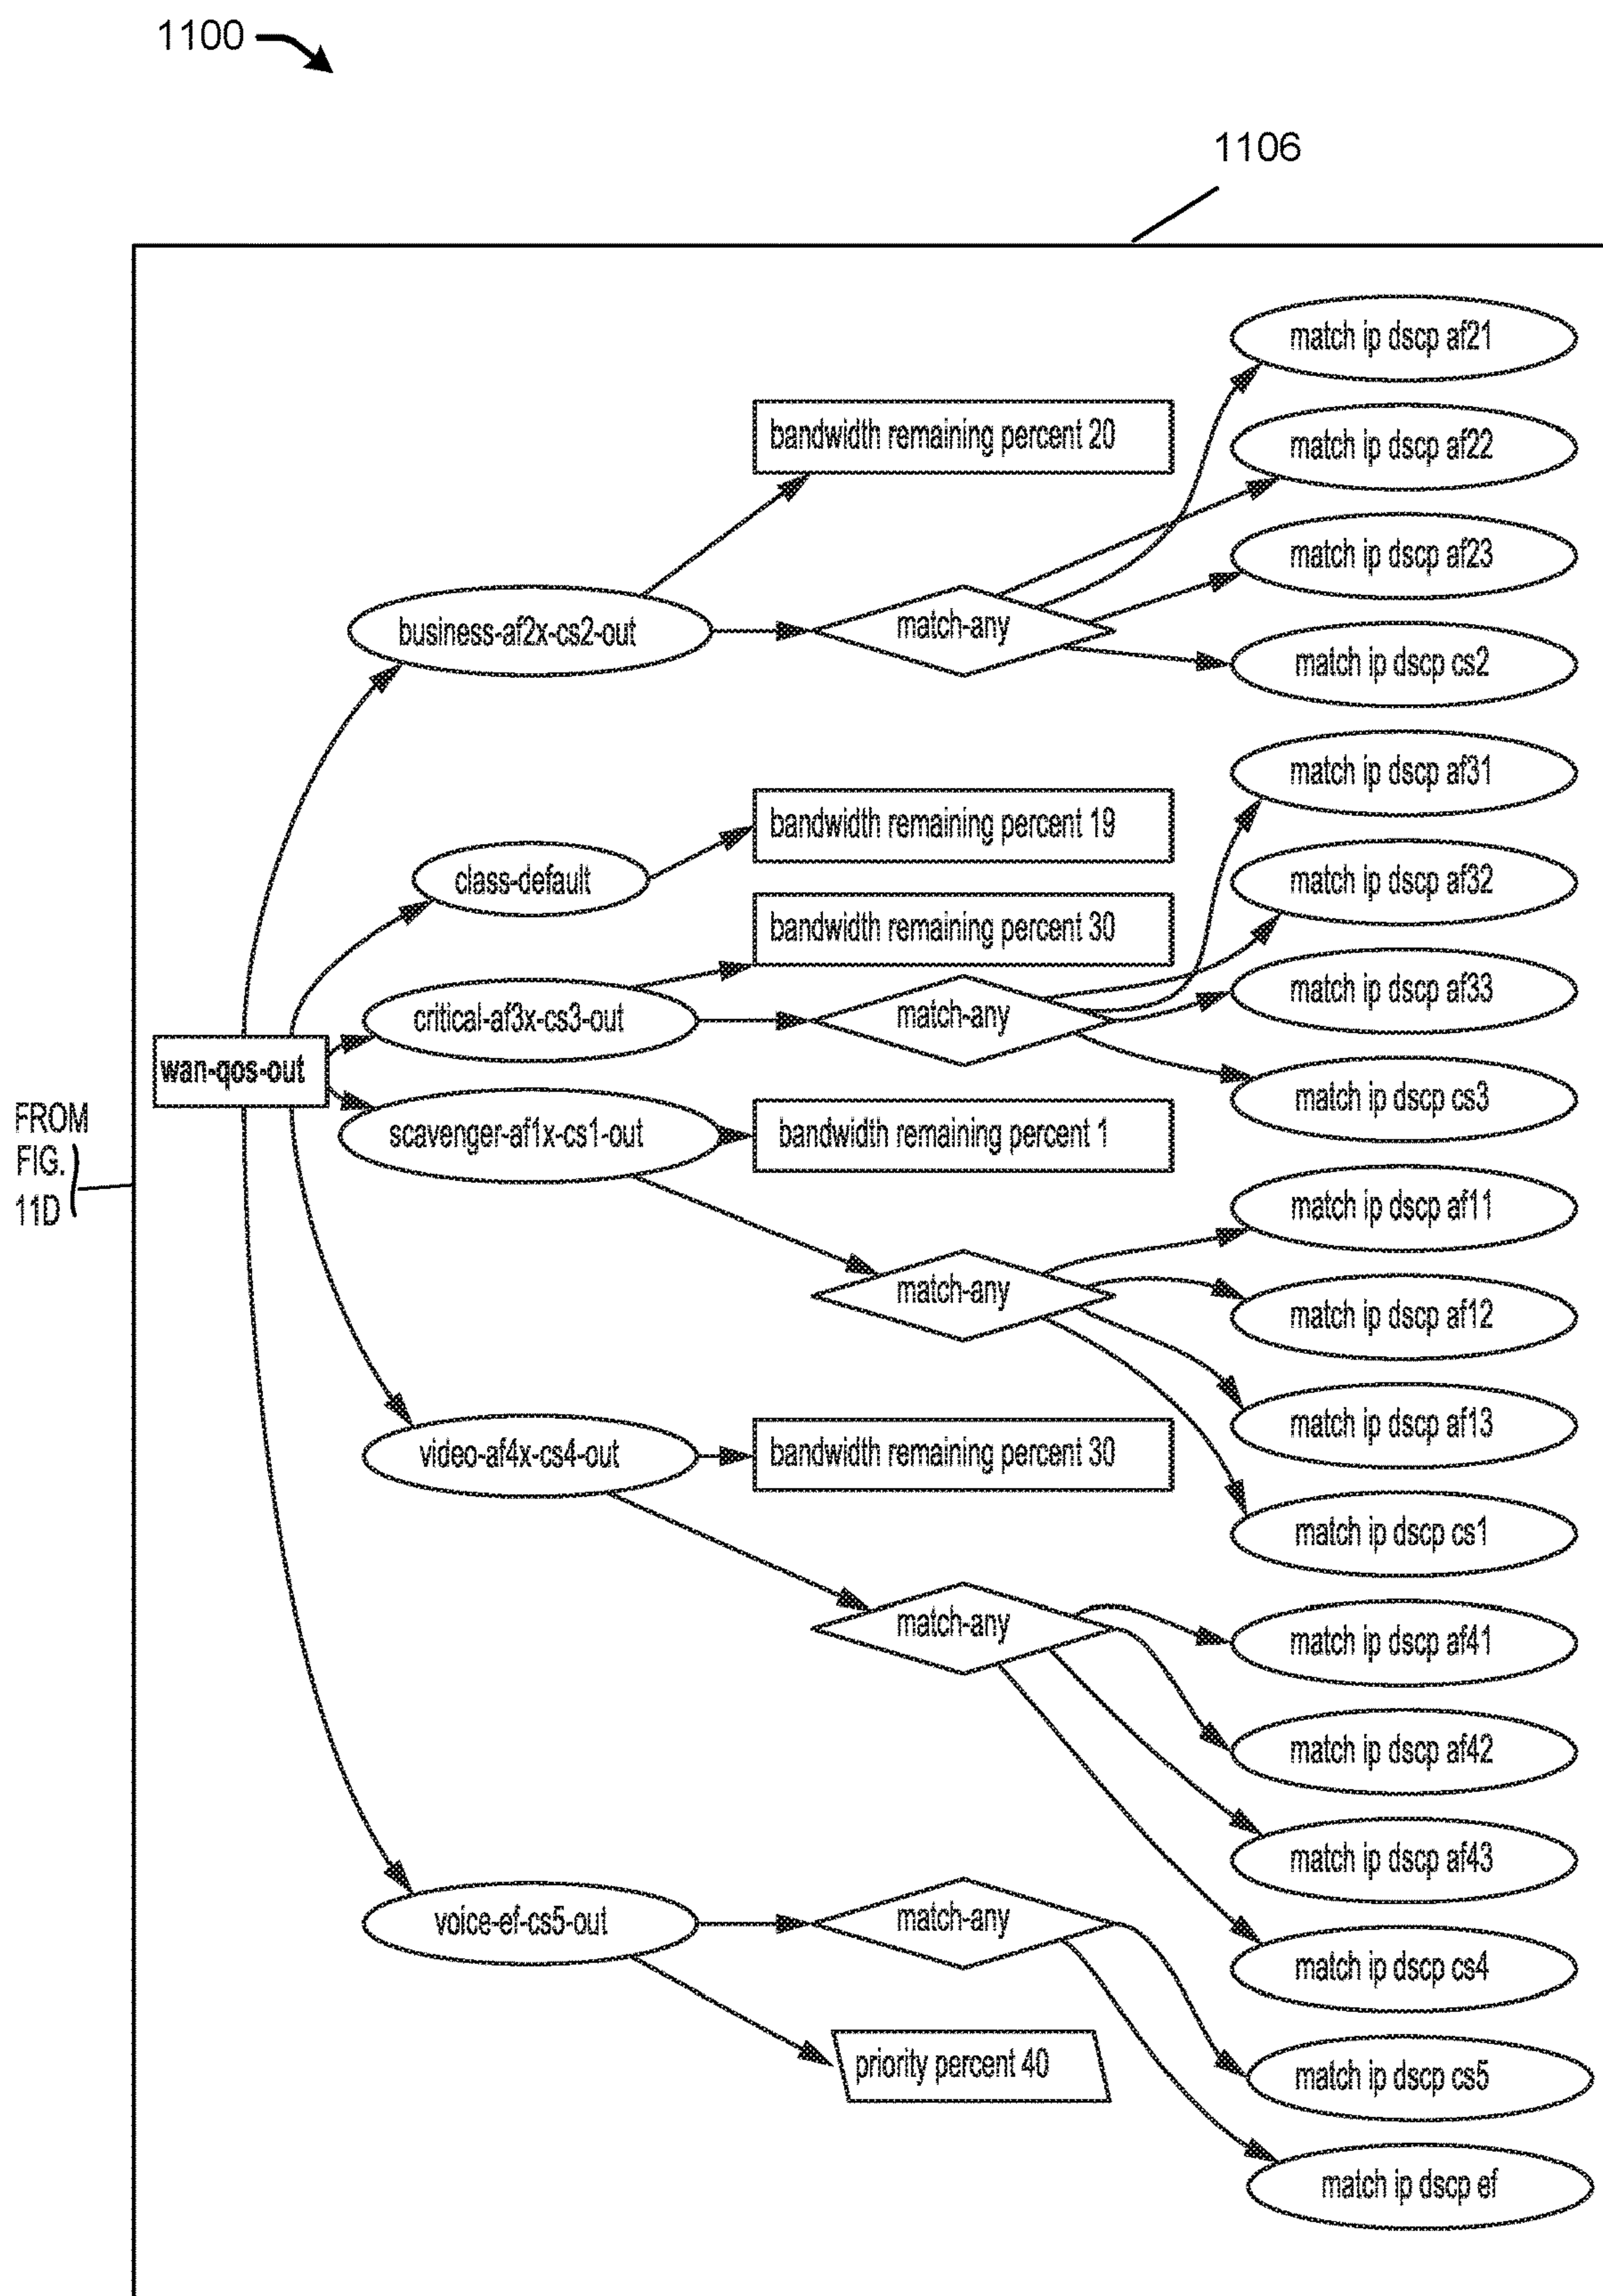 1100
1106
match ip dscp af21
bandwidth remaining percent 20
match ip dscp af22
match ip dscp af23
business-af2x-cs2-out
match-any
match ip dscp cs2
match ip dscp af31
bandwidth remaining percent 19
class-default
match ip dscp af32
bandwidth remaining percent 30
match ip dscp af33
critical-af3x-cs3-out
match-any
wan-qos-out
match ip dscp cs3
FROM
FIG.
11D
scavenger-af1x-cs1-out
bandwidth remaining percent 1
match ip dscp af11
match-any
match ip dscp af12
match ip dscp af13
video-af4x-cs4-out
bandwidth remaining percent 30
match ip dscp cs1
match-any
match ip dscp af41
match ip dscp af42
match ip dscp af43
voice-ef-cs5-out
match-any
match ip dscp cs4
priority percent 40
match ip dscp cs5
match ip dscp ef